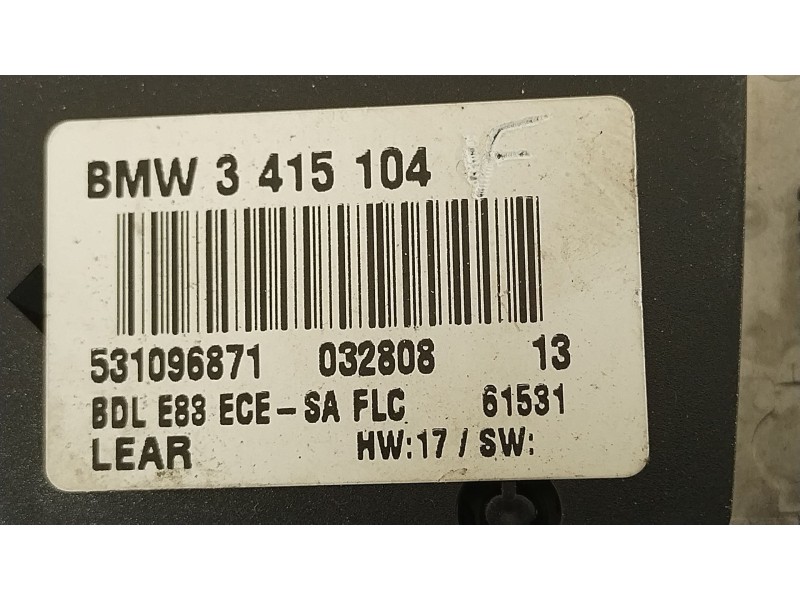 BMW 3 415 104 F
531096871 032808 13
BDL E83 ECE-SA FLC 61531
LEAR HW:17 / SW: